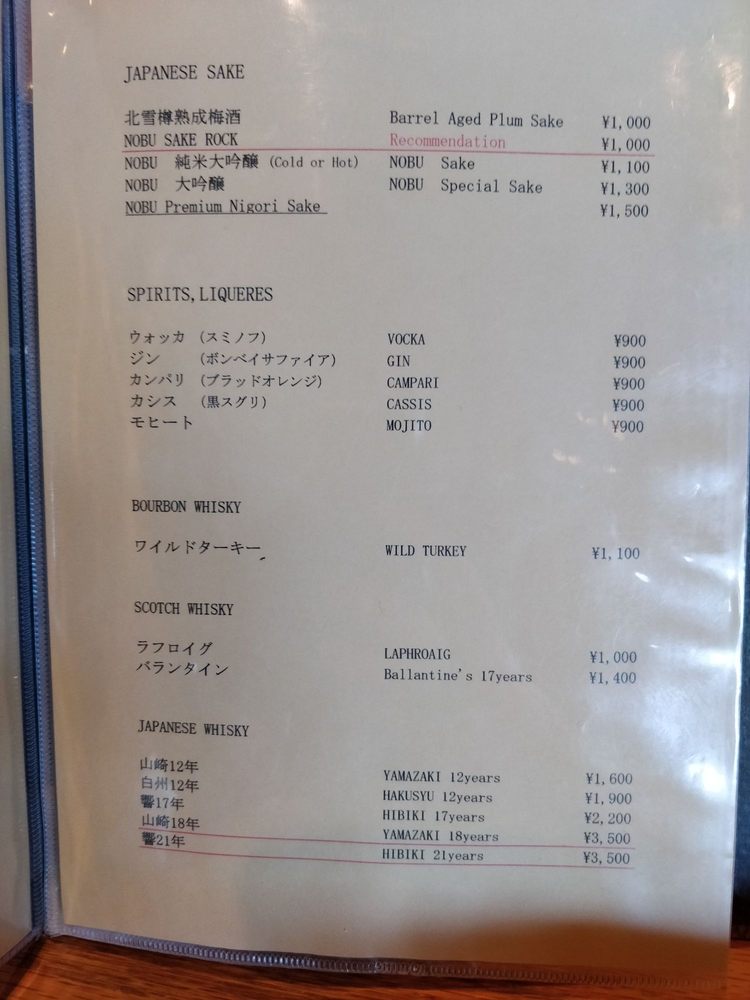 JAPANESE SAKE
北雪樽熟成梅酒 Barrel Aged Plum Sake ¥1,000
NOBU SAKE ROCK Recommendation ¥1,000
NOBU 純米大吟醸 (Cold or Hot) NOBU Sake ¥1,100
NOBU 大吟醸 NOBU Special Sake ¥1,300
NOBU Premium Nigori Sake ¥1,500
SPIRITS,LIQUERES
ウォッカ (スミノフ) VOCKA ¥900
ジン (ボンベイサファイア) GIN ¥900
カンパリ (ブラッドオレンジ) CAMPARI ¥900
カシス (黒スグリ) CASSIS ¥900
モヒート MOJITO ¥900
BOURBON WHISKY
ワイルドターキー WILD TURKEY ¥1,100
SCOTCH WHISKY
ラフロイグ LAPHROAIG ¥1,000
バランタイン Ballantine's 17years ¥1,400
JAPANESE WHISKY
山崎12年 YAMAZAKI 12years ¥1,600
白州12年 HAKUSYU 12years ¥1,900
響17年 HIBIKI 17years ¥2,200
山崎18年 YAMAZAKI 18years ¥3,500
響21年 HIBIKI 21years ¥3,500